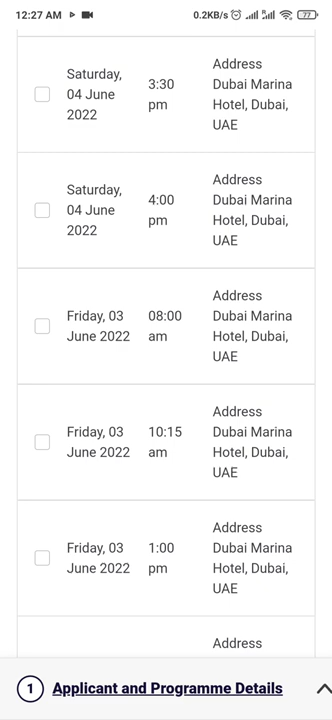 12:27 AM 0.2KB/s 77
Saturday, 04 June 2022 3:30 pm Address Dubai Marina Hotel, Dubai, UAE
Saturday, 04 June 2022 4:00 pm Address Dubai Marina Hotel, Dubai, UAE
Friday, 03 June 2022 08:00 am Address Dubai Marina Hotel, Dubai, UAE
Friday, 03 June 2022 10:15 am Address Dubai Marina Hotel, Dubai, UAE
Friday, 03 June 2022 1:00 pm Address Dubai Marina Hotel, Dubai, UAE
Address
1 Applicant and Programme Details